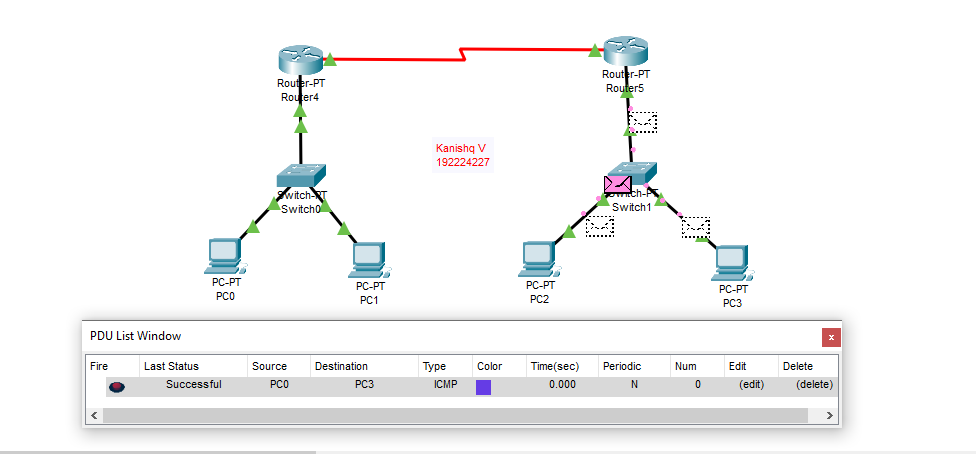 Router-PT
Router4
Router-PT
Router5
Kanishq V
192224227
Switch-PT
Switch0
Switch-PT
Switch1
PC-PT
PC0
PC-PT
PC1
PC-PT
PC2
PC-PT
PC3
PDU List Window
x
Fire Last Status Source Destination Type Color Time(sec) Periodic Num Edit Delete
Successful PC0 PC3 ICMP 0.000 N 0 (edit) (delete)